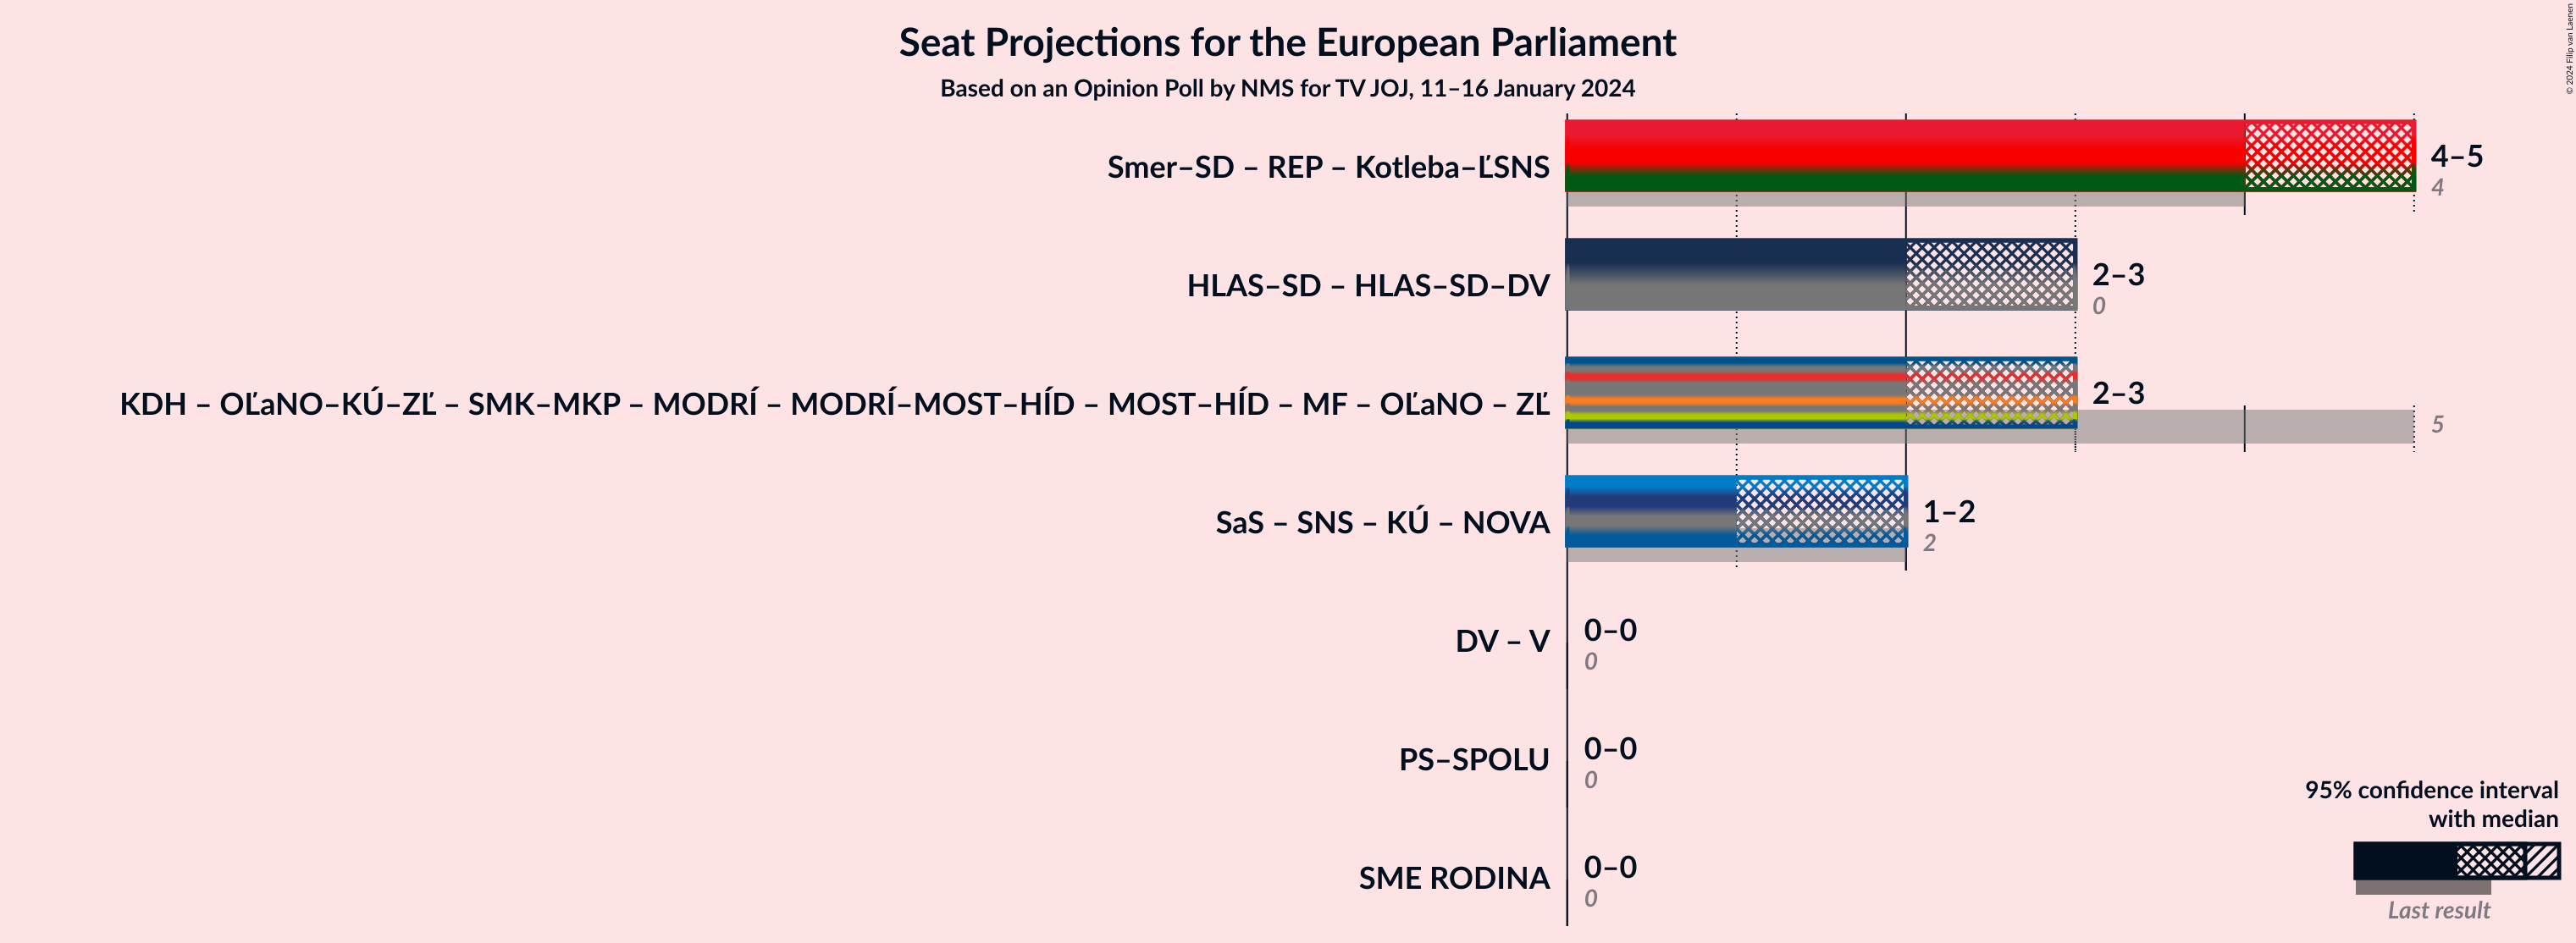 Seat Projections for the European Parliament
Based on an Opinion Poll by NMS for TV JOJ, 11–16 January 2024
© 2024 Filip van Laenen
Smer–SD – REP – Kotleba–ĽSNS
4–5
4
HLAS–SD – HLAS–SD–DV
2–3
0
KDH – OĽaNO–KÚ–ZĽ – SMK–MKP – MODRÍ – MODRÍ–MOST–HÍD – MOST–HÍD – MF – OĽaNO – ZĽ
2–3
5
SaS – SNS – KÚ – NOVA
1–2
2
DV – V
0–0
0
PS–SPOLU
0–0
0
SME RODINA
0–0
0
95% confidence interval
with median
Last result